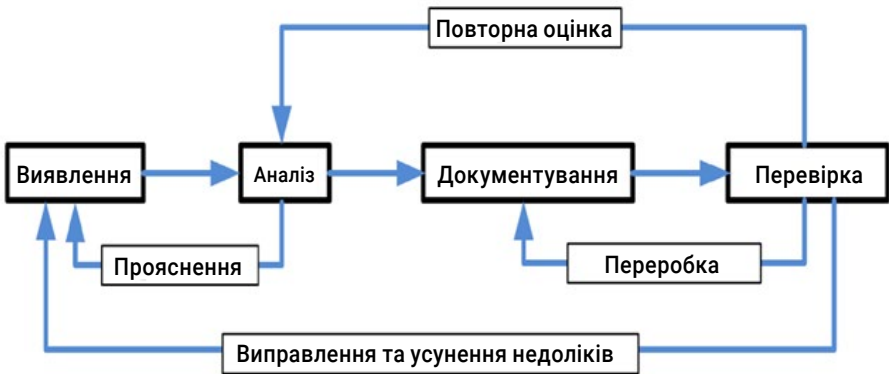 Повторна оцінка
Виявлення
Аналіз
Документування
Перевірка
Прояснення
Переробка
Виправлення та усунення недоліків